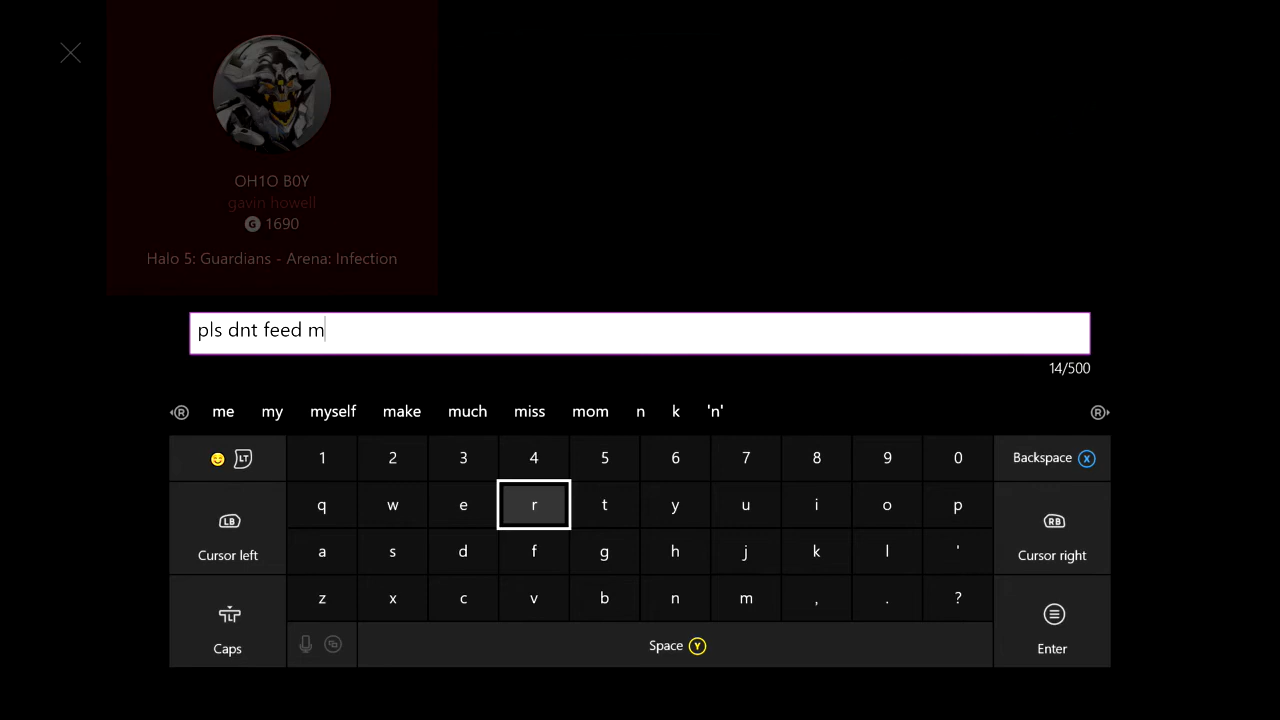 OH1O B0Y
gavin howell
G 1690
Halo 5: Guardians - Arena: Infection
pls dnt feed m
14/500
R me my myself make much miss mom n k 'n' R
LT 1 2 3 4 5 6 7 8 9 0 Backspace X
q w e r t y u i o p
LB RB
Cursor left a s d f g h j k l ' Cursor right
z x c v b n m , . ?
LT
Caps Space Y Enter